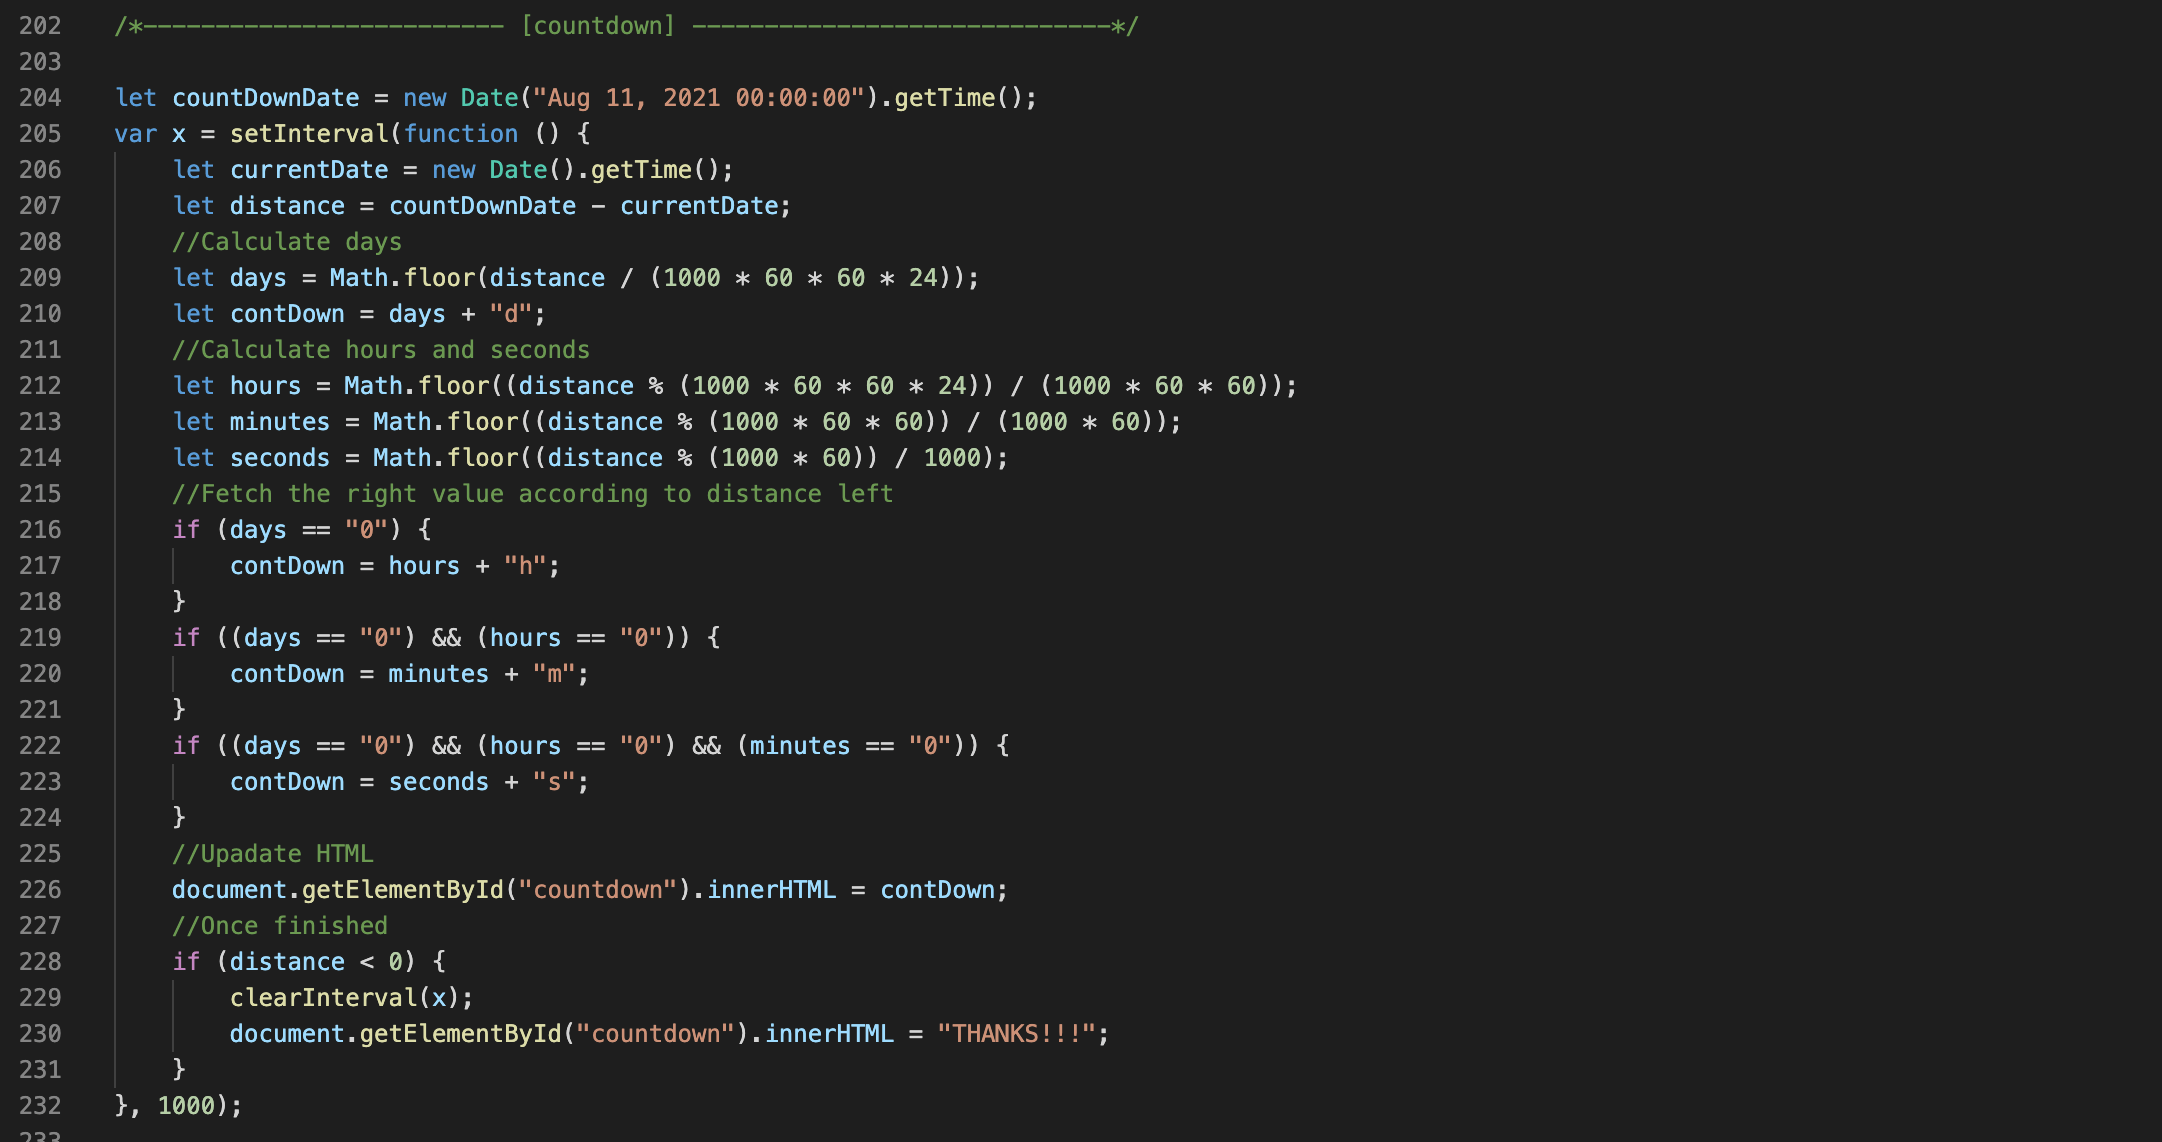 202 /*————————————————————————— [countdown] —————————————————————————————*/
203
204 let countDownDate = new Date("Aug 11, 2021 00:00:00").getTime();
205 var x = setInterval(function () {
206     let currentDate = new Date().getTime();
207     let distance = countDownDate - currentDate;
208     //Calculate days
209     let days = Math.floor(distance / (1000 * 60 * 60 * 24));
210     let contDown = days + "d";
211     //Calculate hours and seconds
212     let hours = Math.floor((distance % (1000 * 60 * 60 * 24)) / (1000 * 60 * 60));
213     let minutes = Math.floor((distance % (1000 * 60 * 60)) / (1000 * 60));
214     let seconds = Math.floor((distance % (1000 * 60)) / 1000);
215     //Fetch the right value according to distance left
216     if (days == "0") {
217         contDown = hours + "h";
218     }
219     if ((days == "0") && (hours == "0")) {
220         contDown = minutes + "m";
221     }
222     if ((days == "0") && (hours == "0") && (minutes == "0")) {
223         contDown = seconds + "s";
224     }
225     //Upadate HTML
226     document.getElementById("countdown").innerHTML = contDown;
227     //Once finished
228     if (distance < 0) {
229         clearInterval(x);
230         document.getElementById("countdown").innerHTML = "THANKS!!!";
231     }
232 }, 1000);
233